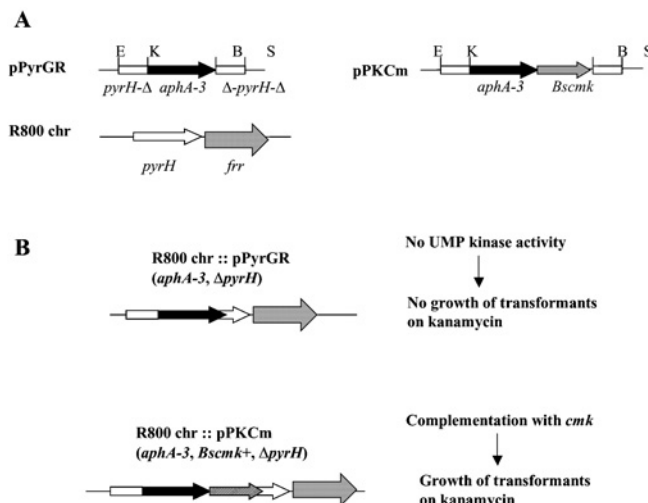 A
E K B S
pPyrGR
pyrH-Δ aphA-3 Δ-pyrH-Δ
E K B S
pPKCm
aphA-3 Bscmk
R800 chr
pyrH frr
B
R800 chr :: pPyrGR
(aphA-3, ΔpyrH)
No UMP kinase activity
No growth of transformants
on kanamycin
R800 chr :: pPKCm
(aphA-3, Bscmk+, ΔpyrH)
Complementation with cmk
Growth of transformants
on kanamycin